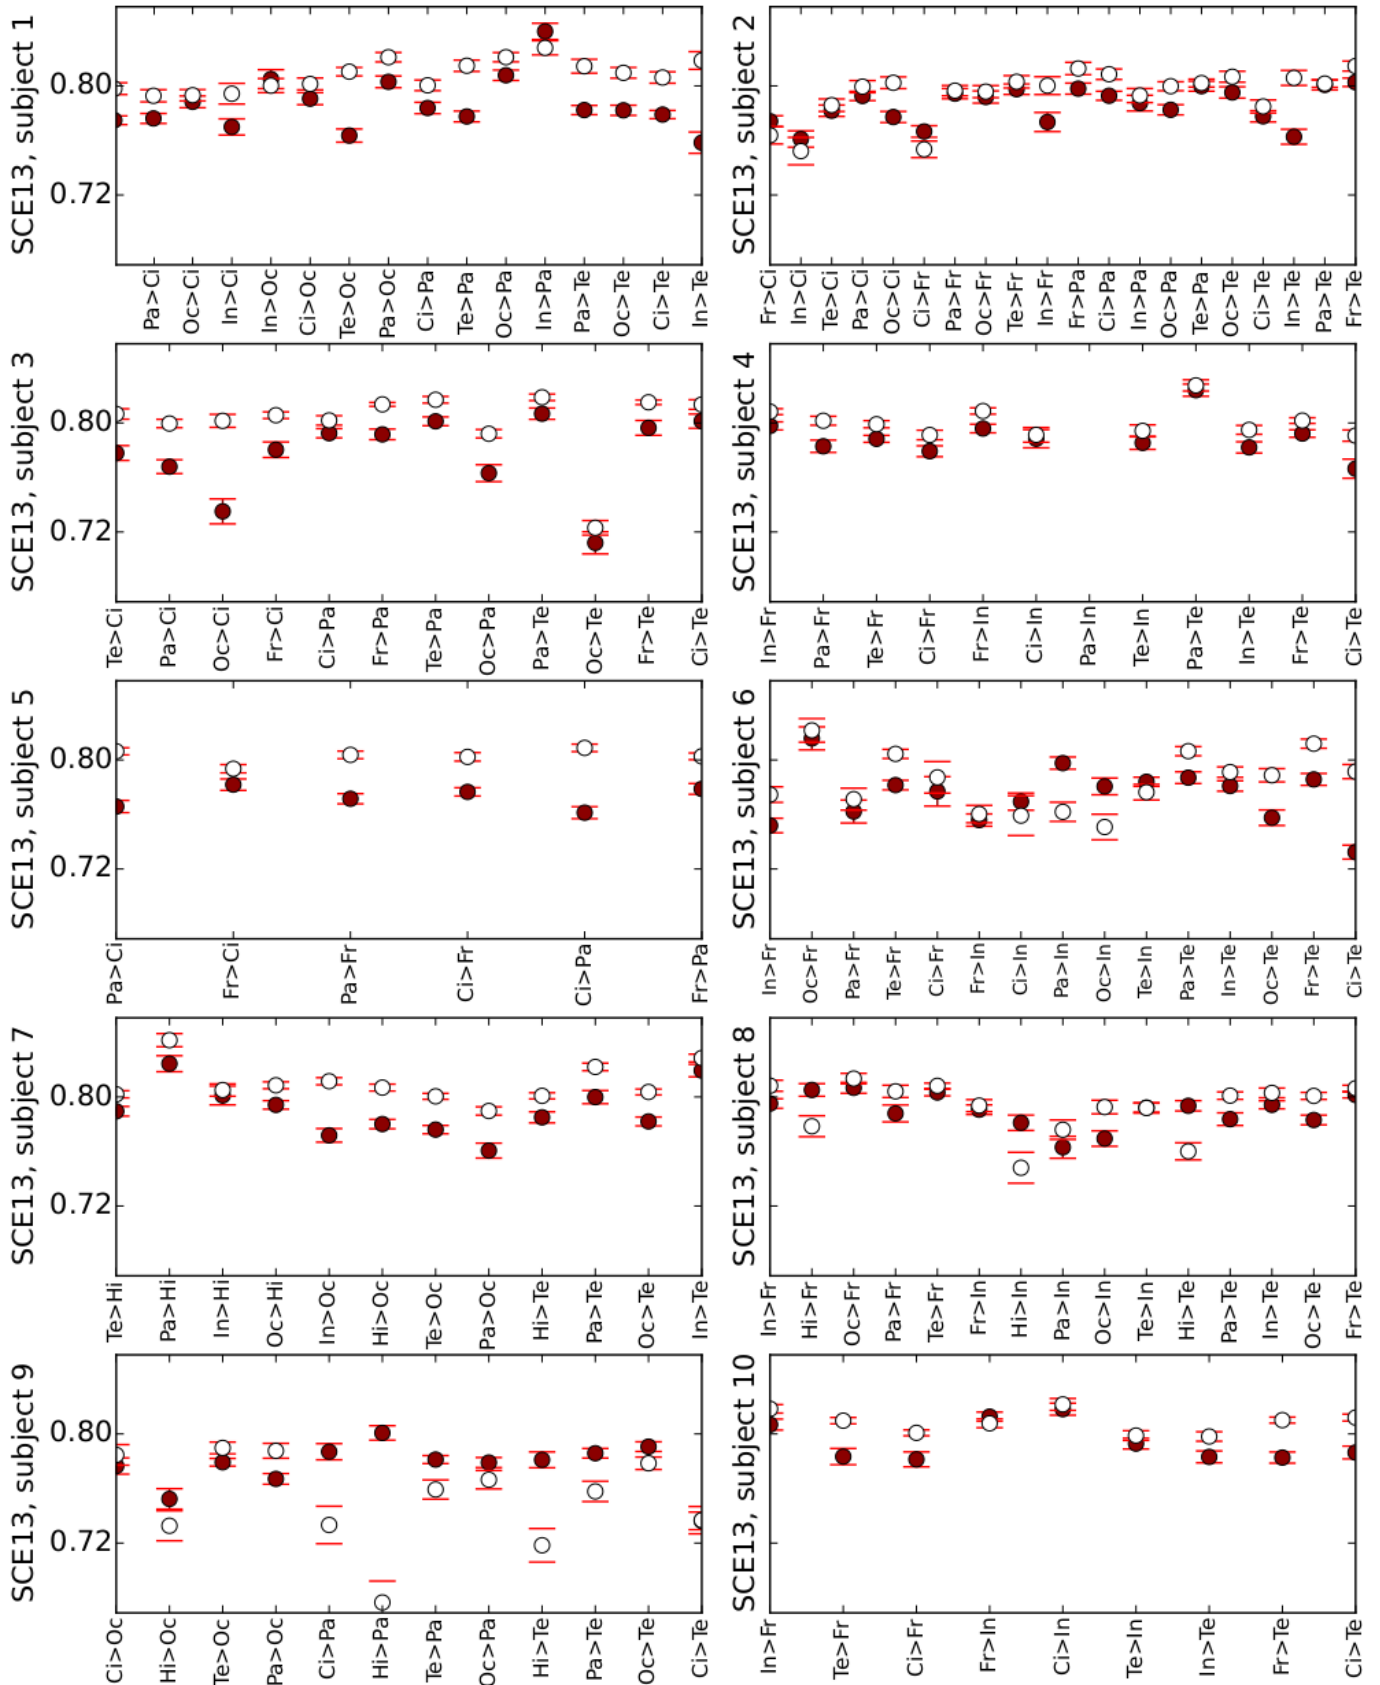 SCE13, subject 1
0.80
0.72
Pa>Ci
Oc>Ci
In>Ci
In>Oc
Ci>Oc
Te>Oc
Pa>Oc
Ci>Pa
Te>Pa
Oc>Pa
In>Pa
Pa>Te
Oc>Te
Ci>Te
In>Te
SCE13, subject 2
Fr>Ci
In>Ci
Te>Ci
Pa>Ci
Oc>Ci
Ci>Fr
Pa>Fr
Oc>Fr
Te>Fr
In>Fr
Fr>Pa
Ci>Pa
In>Pa
Oc>Pa
Te>Pa
Oc>Te
Ci>Te
In>Te
Pa>Te
Fr>Te
SCE13, subject 3
0.80
0.72
Te>Ci
Pa>Ci
Oc>Ci
Fr>Ci
Ci>Pa
Fr>Pa
Te>Pa
Oc>Pa
Pa>Te
Oc>Te
Fr>Te
Ci>Te
SCE13, subject 4
In>Fr
Pa>Fr
Te>Fr
Ci>Fr
Fr>In
Ci>In
Pa>In
Te>In
Pa>Te
In>Te
Fr>Te
Ci>Te
SCE13, subject 5
0.80
0.72
Pa>Ci
Fr>Ci
Pa>Fr
Ci>Fr
Ci>Pa
Fr>Pa
SCE13, subject 6
In>Fr
Oc>Fr
Pa>Fr
Te>Fr
Ci>Fr
Fr>In
Ci>In
Pa>In
Oc>In
Te>In
Pa>Te
In>Te
Oc>Te
Fr>Te
Ci>Te
SCE13, subject 7
0.80
0.72
Te>Hi
Pa>Hi
In>Hi
Oc>Hi
In>Oc
Hi>Oc
Te>Oc
Pa>Oc
Hi>Te
Pa>Te
Oc>Te
In>Te
SCE13, subject 8
In>Fr
Hi>Fr
Oc>Fr
Pa>Fr
Te>Fr
Fr>In
Hi>In
Pa>In
Oc>In
Te>In
Hi>Te
Pa>Te
In>Te
Oc>Te
Fr>Te
SCE13, subject 9
0.80
0.72
Ci>Oc
Hi>Oc
Te>Oc
Pa>Oc
Ci>Pa
Hi>Pa
Te>Pa
Oc>Pa
Hi>Te
Pa>Te
Oc>Te
Ci>Te
SCE13, subject 10
In>Fr
Te>Fr
Ci>Fr
Fr>In
Ci>In
Te>In
In>Te
Fr>Te
Ci>Te